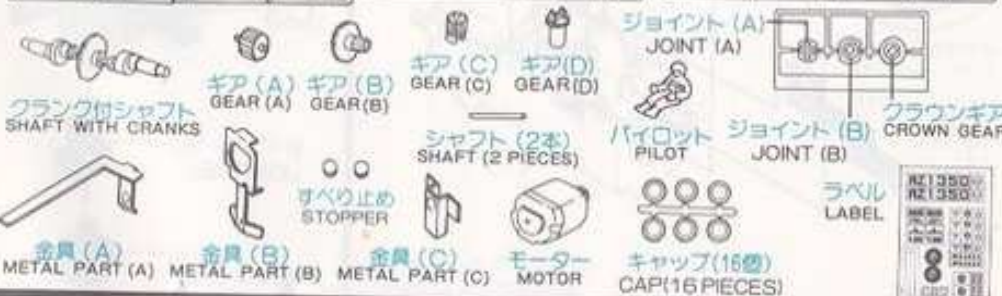 クランク付シャフト
SHAFT WITH CRANKS
ギア (A)
GEAR (A)
ギア (B)
GEAR (B)
ギア (C)
GEAR (C)
ギア(D)
GEAR (D)
シャフト (2本)
SHAFT (2 PIECES)
ジョイント (A)
JOINT (A)
パイロット
PILOT
ジョイント (B)
JOINT (B)
クラウンギア
CROWN GEAR
金具 (A)
METAL PART (A)
金具 (B)
METAL PART (B)
すべり止め
STOPPER
金具 (C)
METAL PART (C)
モーター
MOTOR
キャップ(16個)
CAP(16 PIECES)
ラベル
LABEL
RZ1350
RZ1350